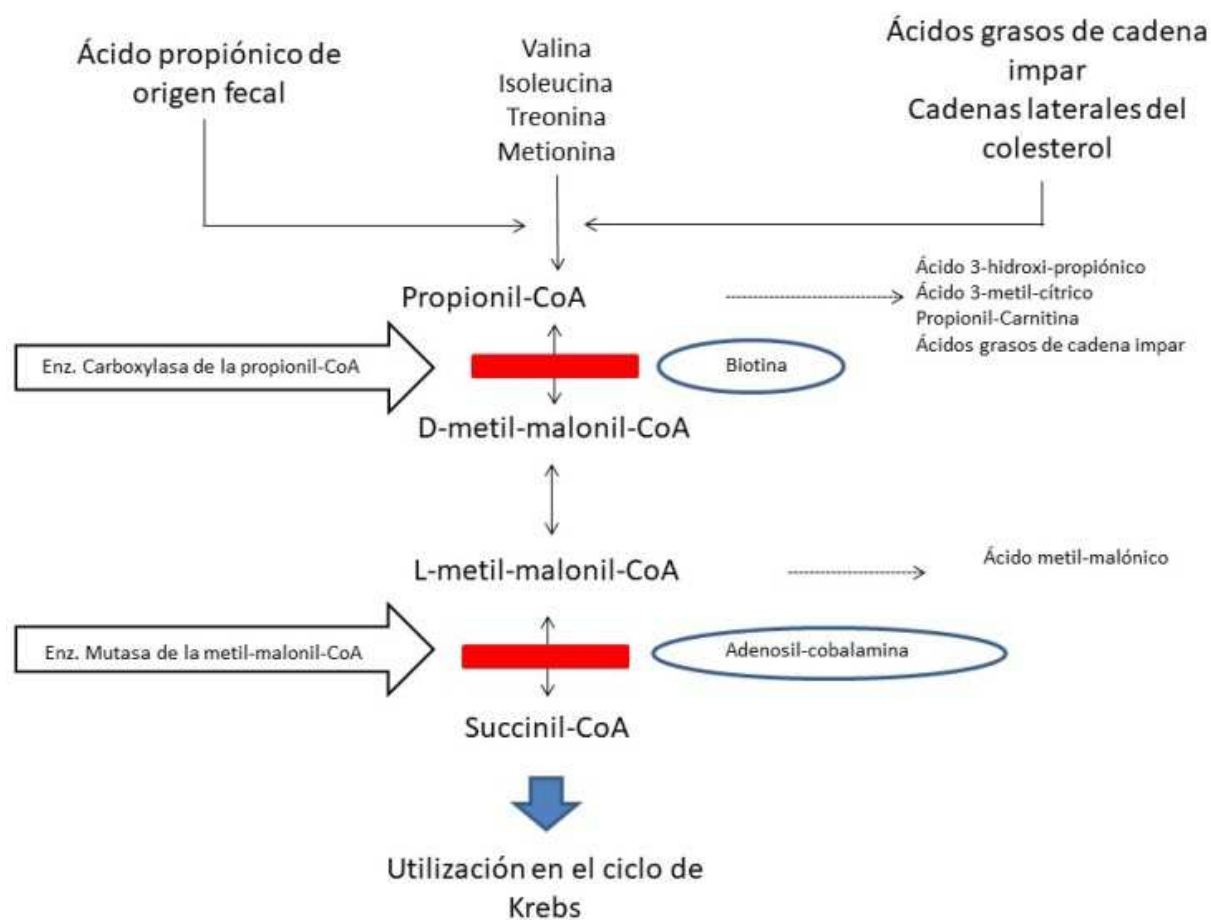 Ácido propiónico de
origen fecal
Valina
Isoleucina
Treonina
Metionina
Ácidos grasos de cadena
impar
Cadenas laterales del
colesterol
Propionil-CoA
Ácido 3-hidroxi-propiónico
Ácido 3-metil-cítrico
Propionil-Carnitina
Ácidos grasos de cadena impar
Enz. Carboxylasa de la propionil-CoA
Biotina
D-metil-malonil-CoA
L-metil-malonil-CoA
Ácido metil-malónico
Enz. Mutasa de la metil-malonil-CoA
Adenosil-cobalamina
Succinil-CoA
Utilización en el ciclo de
Krebs